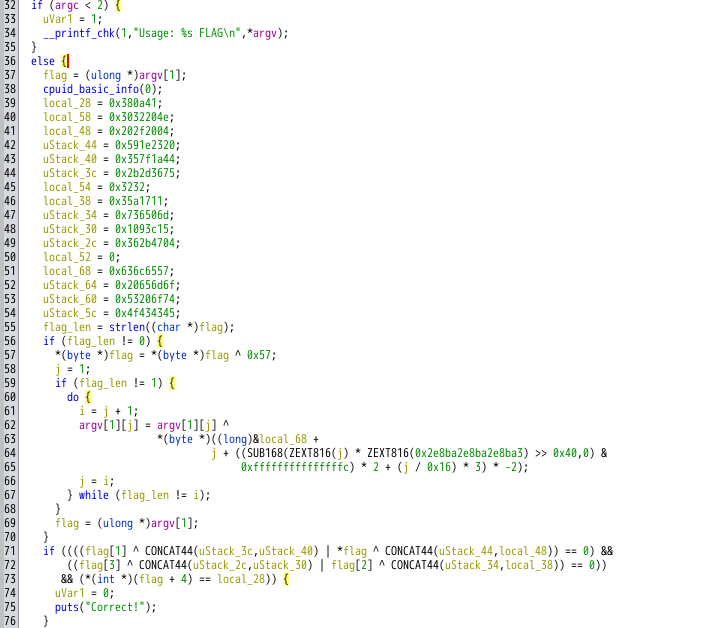 32 if (argc < 2) {
33 uVar1 = 1;
34 __printf_chk(1,"Usage: %s FLAG\n",*argv);
35 }
36 else {
37 flag = (ulong *)argv[1];
38 cpuid_basic_info(0);
39 local_28 = 0x380a41;
40 local_58 = 0x3032204e;
41 local_48 = 0x202f2004;
42 uStack_44 = 0x591e2320;
43 uStack_40 = 0x357f1a44;
44 uStack_3c = 0x2b2d3675;
45 local_54 = 0x3232;
46 local_38 = 0x35a1711;
47 uStack_34 = 0x736506d;
48 uStack_30 = 0x1093c15;
49 uStack_2c = 0x362b4704;
50 local_52 = 0;
51 local_68 = 0x636c6557;
52 uStack_64 = 0x20656d6f;
53 uStack_60 = 0x53206f74;
54 uStack_5c = 0x4f434345;
55 flag_len = strlen((char *)flag);
56 if (flag_len != 0) {
57 *(byte *)flag = *(byte *)flag ^ 0x57;
58 j = 1;
59 if (flag_len != 1) {
60 do {
61 i = j + 1;
62 argv[1][j] = argv[1][j] ^
63 *(byte *)((long)&local_68 +
64 j + ((SUB168(ZEXT816(j) * ZEXT816(0x2e8ba2e8ba2e8ba3) >> 0x40,0) &
65 0xfffffffffffffffc) * 2 + (j / 0x16) * 3) * -2);
66 j = i;
67 } while (flag_len != i);
68 }
69 flag = (ulong *)argv[1];
70 }
71 if ((((flag[1] ^ CONCAT44(uStack_3c,uStack_40) | *flag ^ CONCAT44(uStack_44,local_48)) == 0) &&
72 ((flag[3] ^ CONCAT44(uStack_2c,uStack_30) | flag[2] ^ CONCAT44(uStack_34,local_38)) == 0))
73 && (*(int *)(flag + 4) == local_28)) {
74 uVar1 = 0;
75 puts("Correct!");
76 }